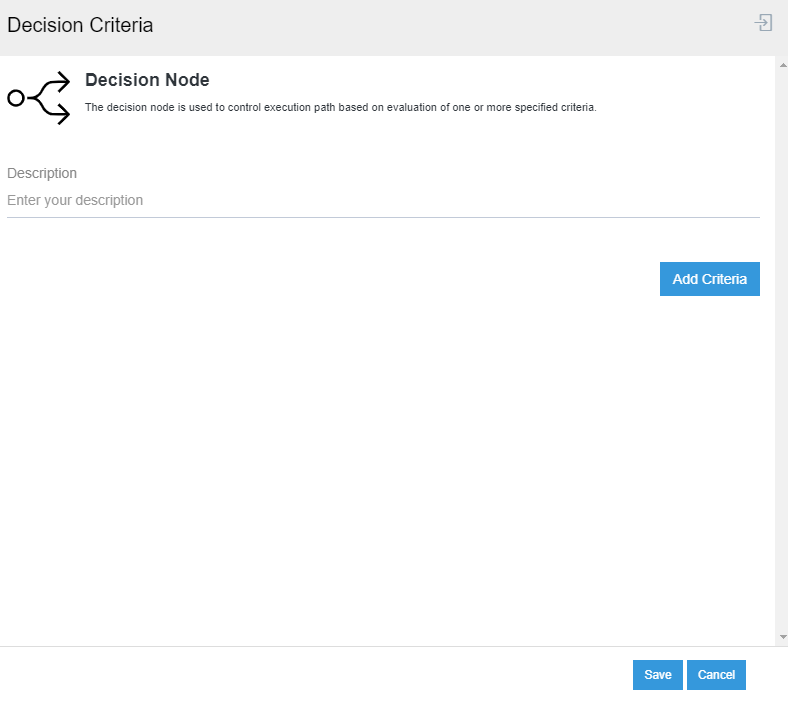 Decision Criteria
Decision Node
The decision node is used to control execution path based on evaluation of one or more specified criteria.
Description
Enter your description
Add Criteria
Save
Cancel